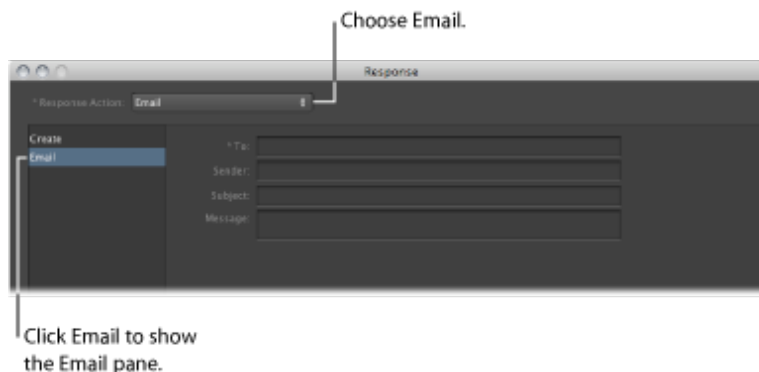 Choose Email.
Response
* Response Action: Email
Create
Email
* To:
Sender:
Subject:
Message:
Click Email to show
the Email pane.